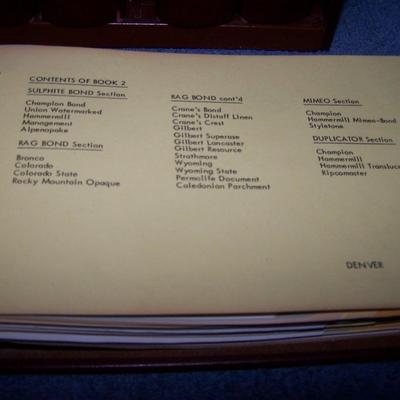 CONTENTS OF BOOK 2
SULPHITE BOND Section
Champion Bond
Union Watermarked
Hammermill
Management
Alpenopake
RAG BOND Section
Bronco
Colorado
Colorado State
Rocky Mountain Opaque
RAG BOND cont'd
Crane's Bond
Crane's Distaff Linen
Crane's Crest
Gilbert
Gilbert Superase
Gilbert Lancaster
Gilbert Resource
Strathmore
Wyoming
Wyoming State
Permalife Document
Caledonian Parchment
MIMEO Section
Champion
Hammermill Mimeo-Bond
Styletone
DUPLICATOR Section
Champion
Hammermill
Hammermill Transluce
Ripcomaster
DENVER